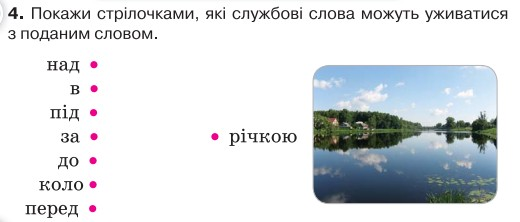 4. Покажи стрілочками, які службові слова можуть уживатися
з поданим словом.
над
в
під
за
річкою
до
коло
перед